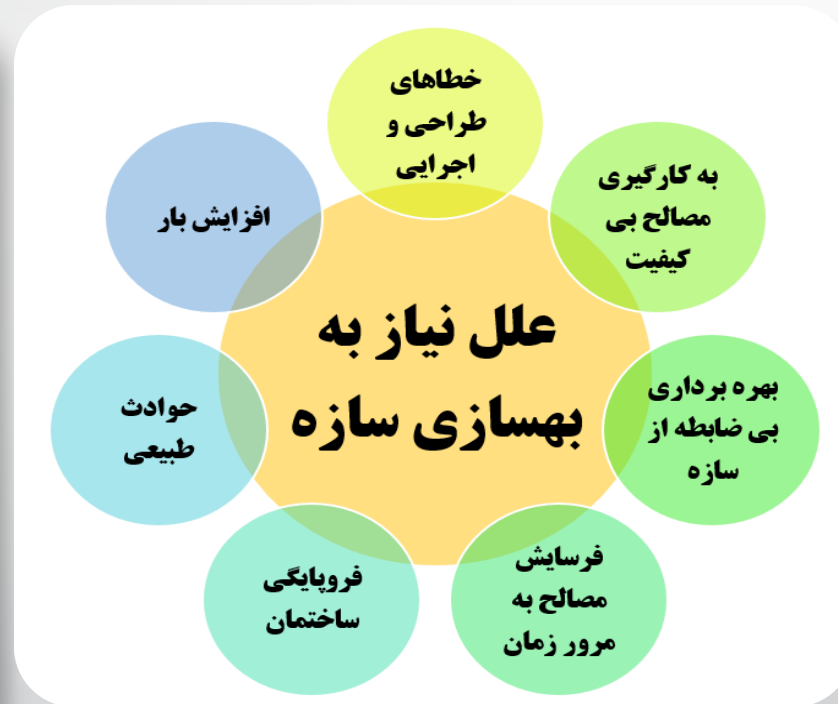 علل نیاز به
بهسازی سازه
خطاهای
طراحی و
اجرایی
به کارگیری
مصالح بی
کیفیت
بهره برداری
بی ضابطه از
سازه
فرسایش
مصالح به
مرور زمان
فروپایگی
ساختمان
حوادث
طبیعی
افزایش بار